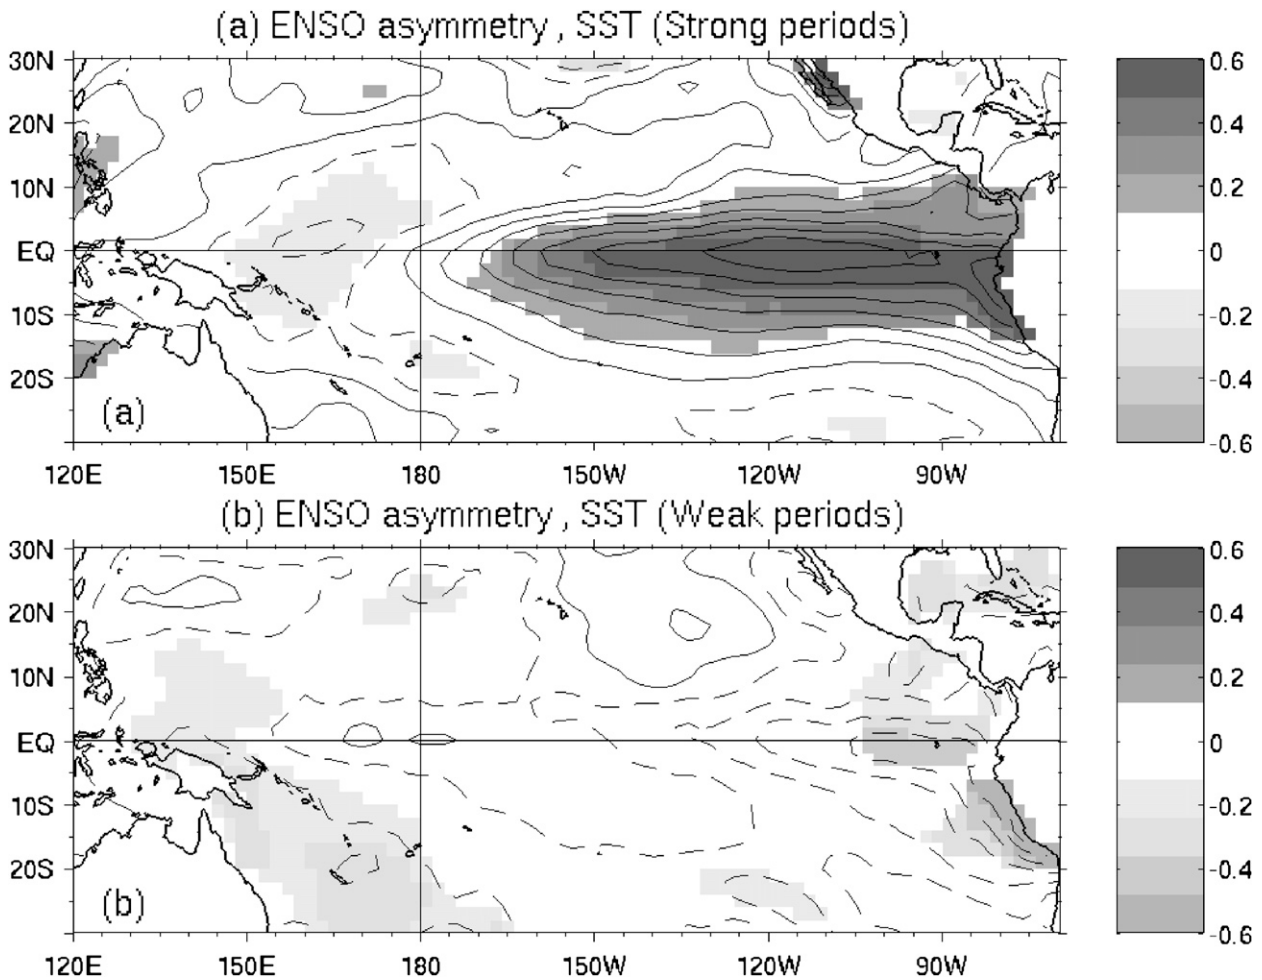 (a) ENSO asymmetry , SST (Strong periods)
30N
20N
10N
EQ
10S
20S
(a)
120E 150E 180 150W 120W 90W
0.6
0.4
0.2
0
-0.2
-0.4
-0.6
(b) ENSO asymmetry , SST (Weak periods)
30N
20N
10N
EQ
10S
20S
(b)
120E 150E 180 150W 120W 90W
0.6
0.4
0.2
0
-0.2
-0.4
-0.6